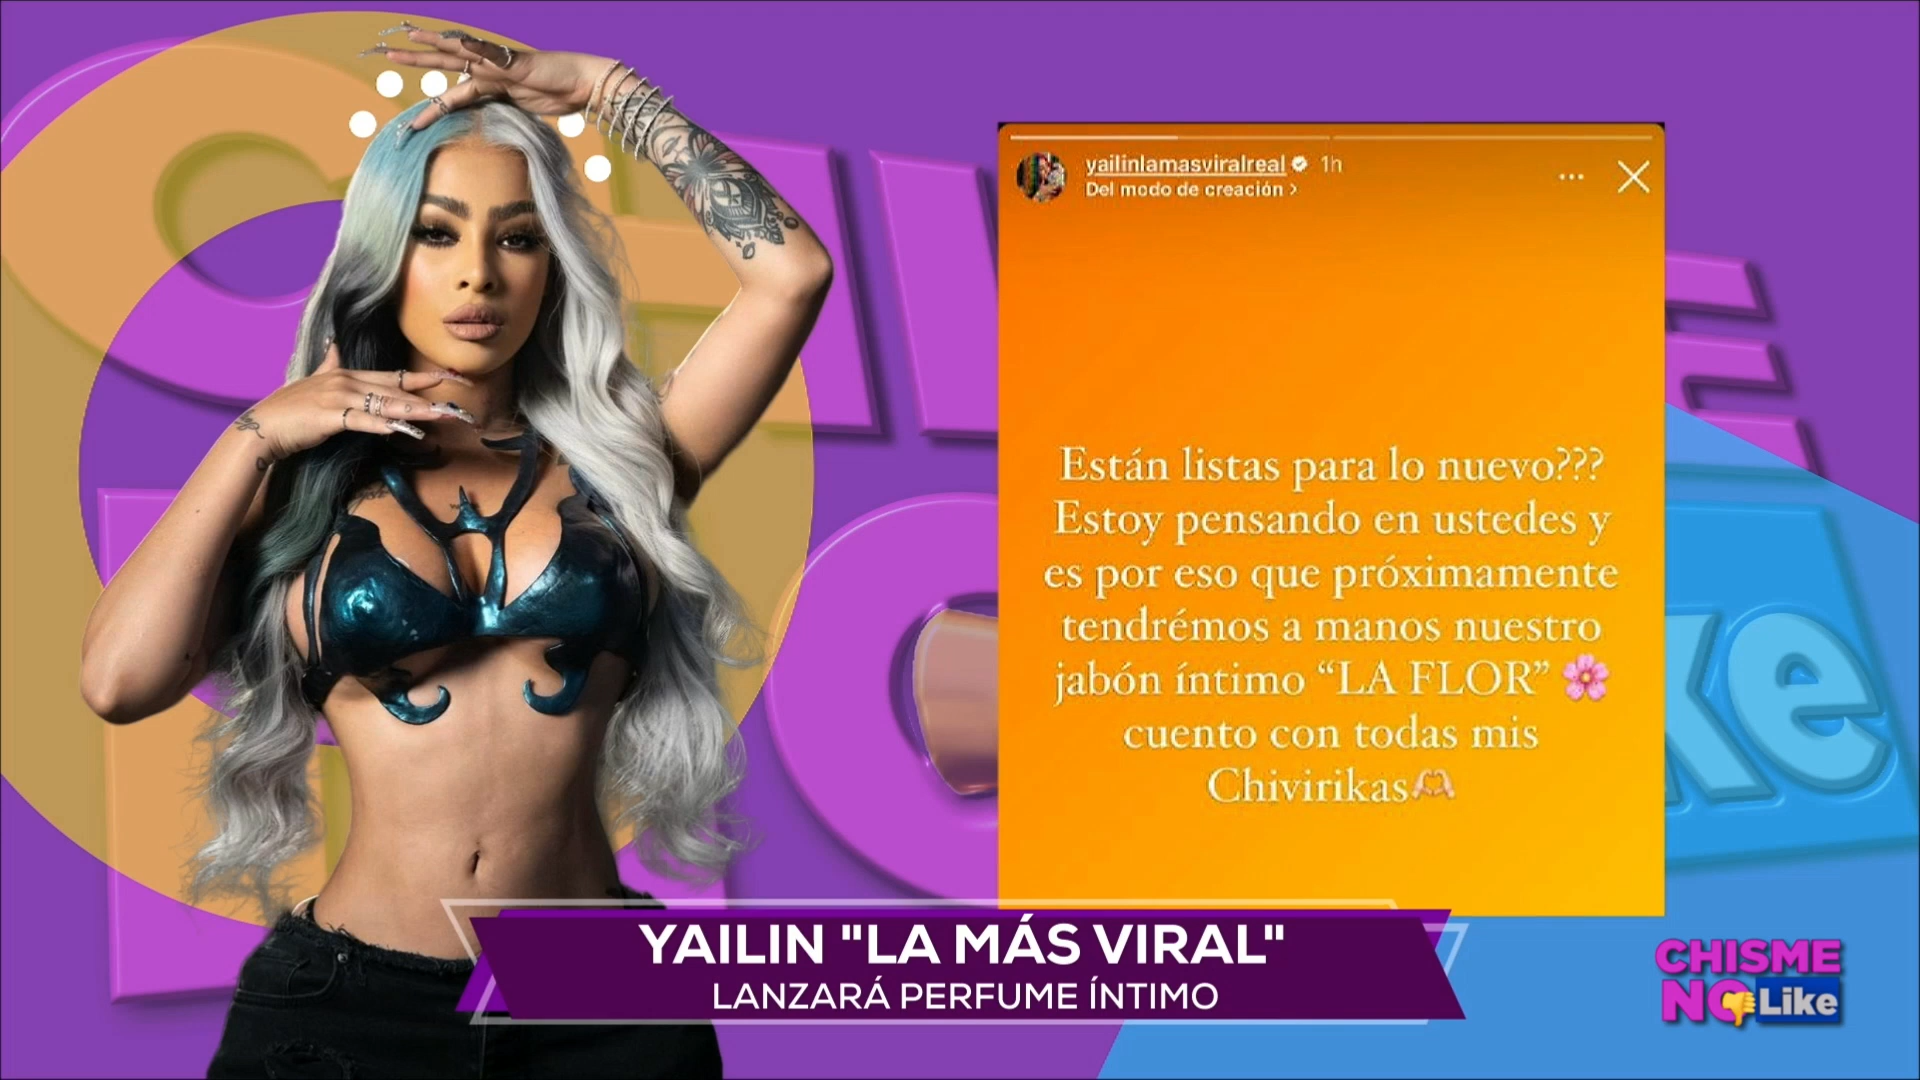 yailinlamasviralreal 1h
Del modo de creación >
Están listas para lo nuevo???
Estoy pensando en ustedes y
es por eso que próximamente
tendrémos a manos nuestro
jabón íntimo “LA FLOR” 🌸
cuento con todas mis
Chivirikas🫶🏼
YAILIN "LA MÁS VIRAL"
LANZARÁ PERFUME ÍNTIMO
CHISME
NO Like